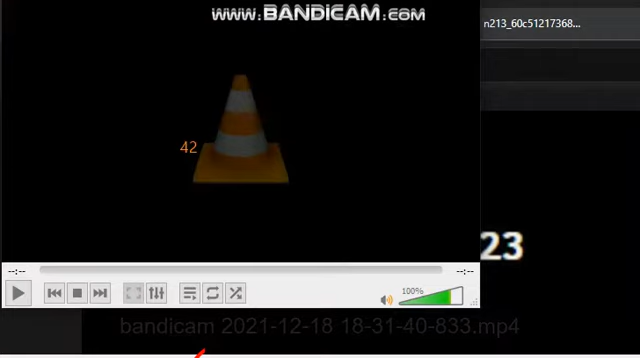 www.BANDICAM.com
n213_60c51217368...
42
23
--:-- --:--
100%
bandicam 2021-12-18 18-31-40-833.mp4